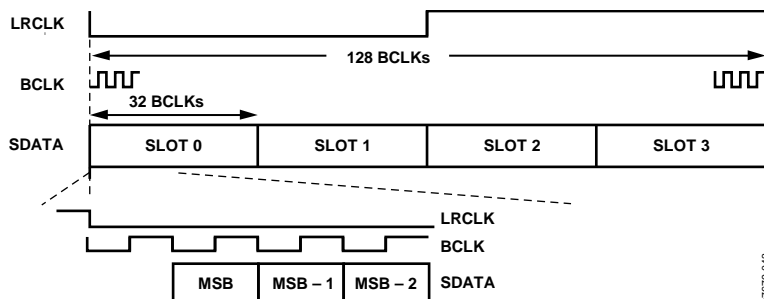 LRCLK
128 BCLKs
BCLK
32 BCLKs
SDATA SLOT 0 SLOT 1 SLOT 2 SLOT 3
LRCLK
BCLK
MSB MSB – 1 MSB – 2 SDATA